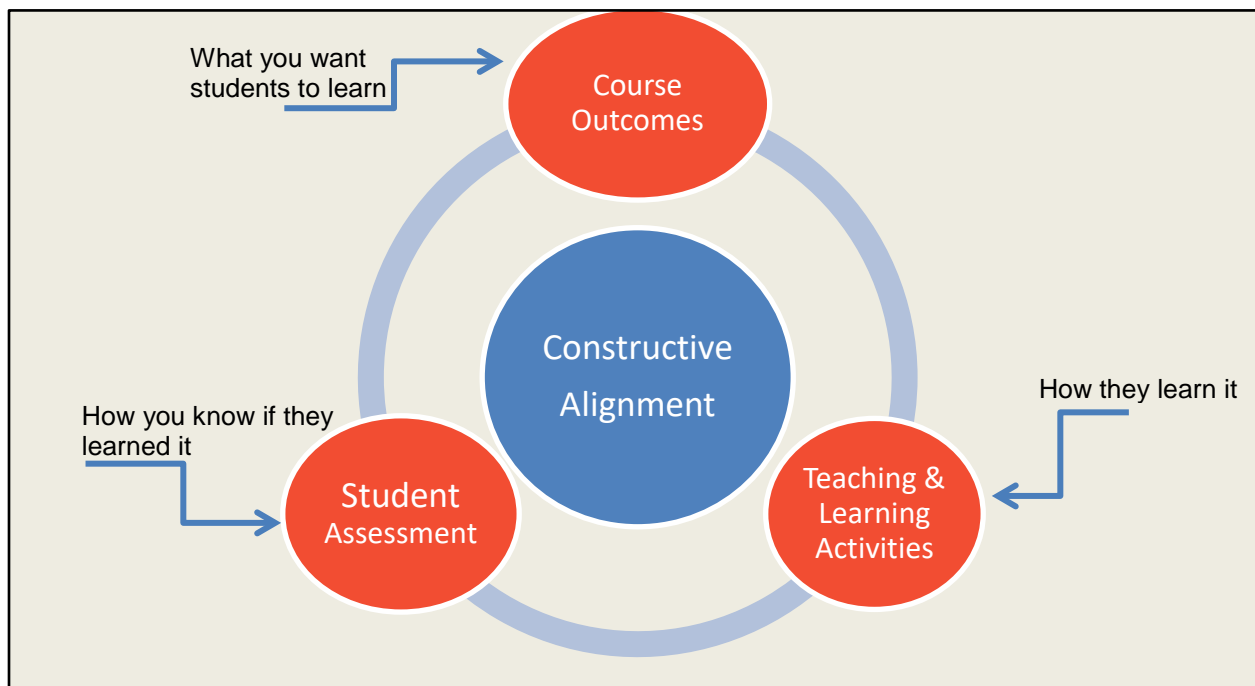 What you want
students to learn
Course
Outcomes
Constructive
Alignment
How they learn it
How you know if they
learned it
Student
Assessment
Teaching &
Learning
Activities